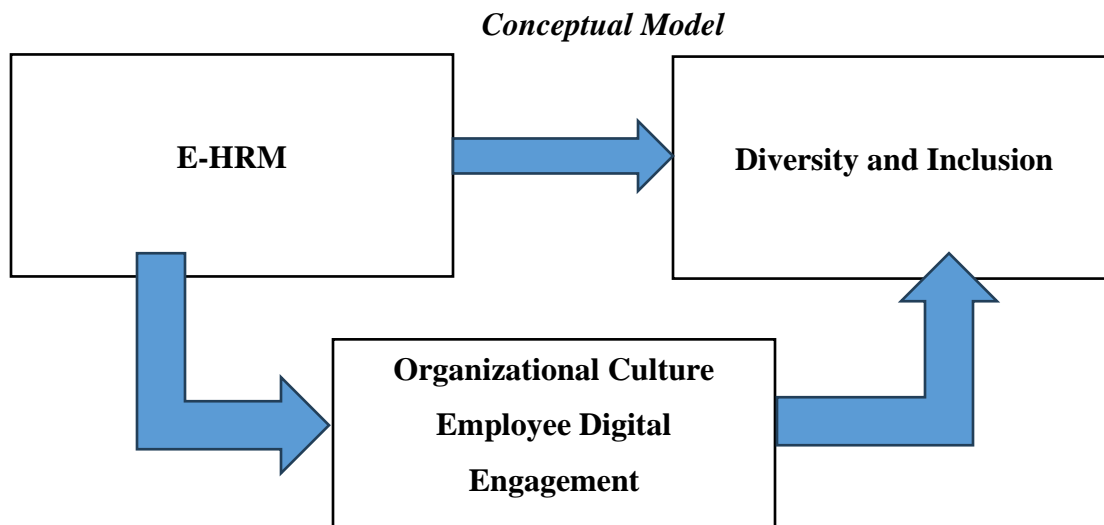 Conceptual Model
E-HRM
Diversity and Inclusion
Organizational Culture
Employee Digital
Engagement